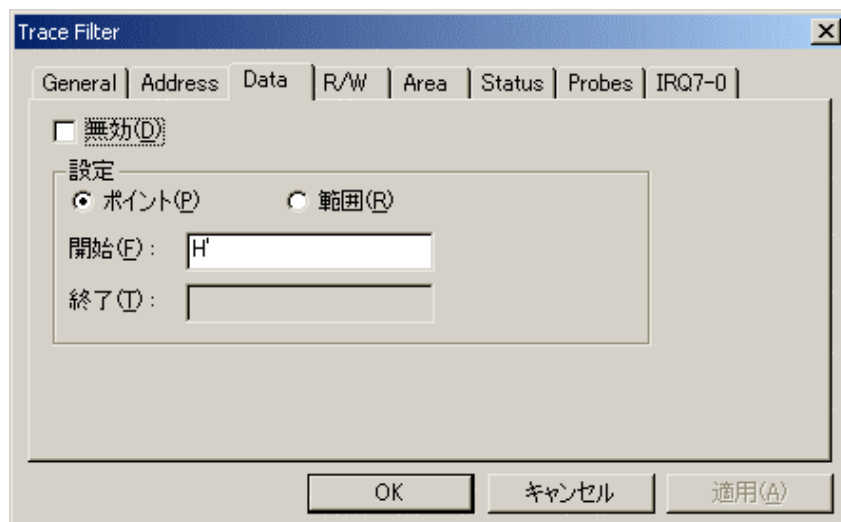 Trace Filter
General Address Data R/W Area Status Probes IRQ7-0
無効(D)
設定
ポイント(P) 範囲(R)
開始(F): H'
終了(T):
OK キャンセル 適用(A)